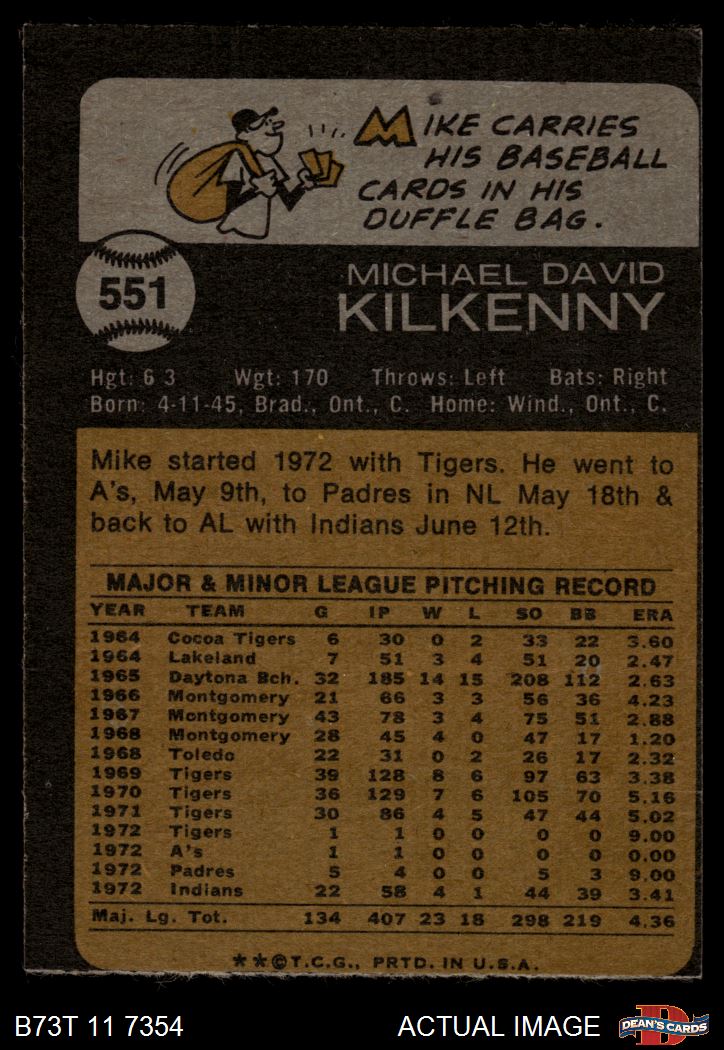 MIKE CARRIES
HIS BASEBALL
CARDS IN HIS
DUFFLE BAG.
551
MICHAEL DAVID
KILKENNY
Hgt: 6 3 Wgt: 170 Throws: Left Bats: Right
Born: 4-11-45, Brad., Ont., C. Home: Wind., Ont., C.
Mike started 1972 with Tigers. He went to
A's, May 9th, to Padres in NL May 18th &
back to AL with Indians June 12th.
MAJOR & MINOR LEAGUE PITCHING RECORD
YEAR TEAM G IP W L SO BB ERA
1964 Cocoa Tigers 6 30 0 2 33 22 3.60
1964 Lakeland 7 51 3 4 51 20 2.47
1965 Daytona Bch. 32 185 14 15 208 112 2.63
1966 Montgomery 21 66 3 3 56 36 4.23
1967 Montgomery 43 78 3 4 75 51 2.88
1968 Montgomery 28 45 4 0 47 17 1.20
1968 Toledo 22 31 0 2 26 17 2.32
1969 Tigers 39 128 8 6 97 63 3.38
1970 Tigers 36 129 7 6 105 70 5.16
1971 Tigers 30 86 4 5 47 44 5.02
1972 Tigers 1 1 0 0 0 0 9.00
1972 A's 1 1 0 0 0 0 0.00
1972 Padres 5 4 0 0 5 3 9.00
1972 Indians 22 58 4 1 44 39 3.41
Maj. Lg. Tot. 134 407 23 18 298 219 4.36
**©T.C.G., PRTD. IN U.S.A.
B73T 11 7354 ACTUAL IMAGE D DEAN'S CARDS